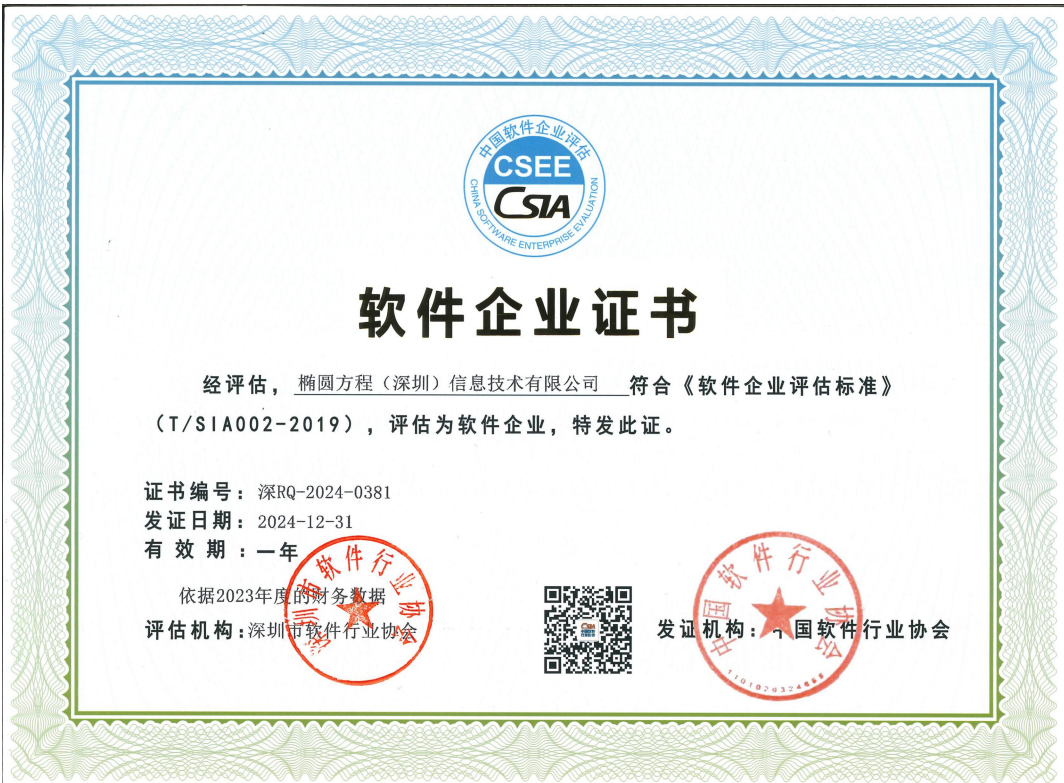 中国软件企业评估
CSEE
CSIA
CHINA SOFTWARE ENTERPRISE EVALUATION
软件企业证书
经评估，椭圆方程（深圳）信息技术有限公司 符合《软件企业评估标准》
（T/SIA002-2019），评估为软件企业，特发此证。
证书编号：深RQ-2024-0381
发证日期：2024-12-31
有效期：一年
依据2023年度的财务数据
评估机构：深圳市软件行业协会
深圳市软件行业协会
发证机构：中国软件行业协会
中国软件行业协会